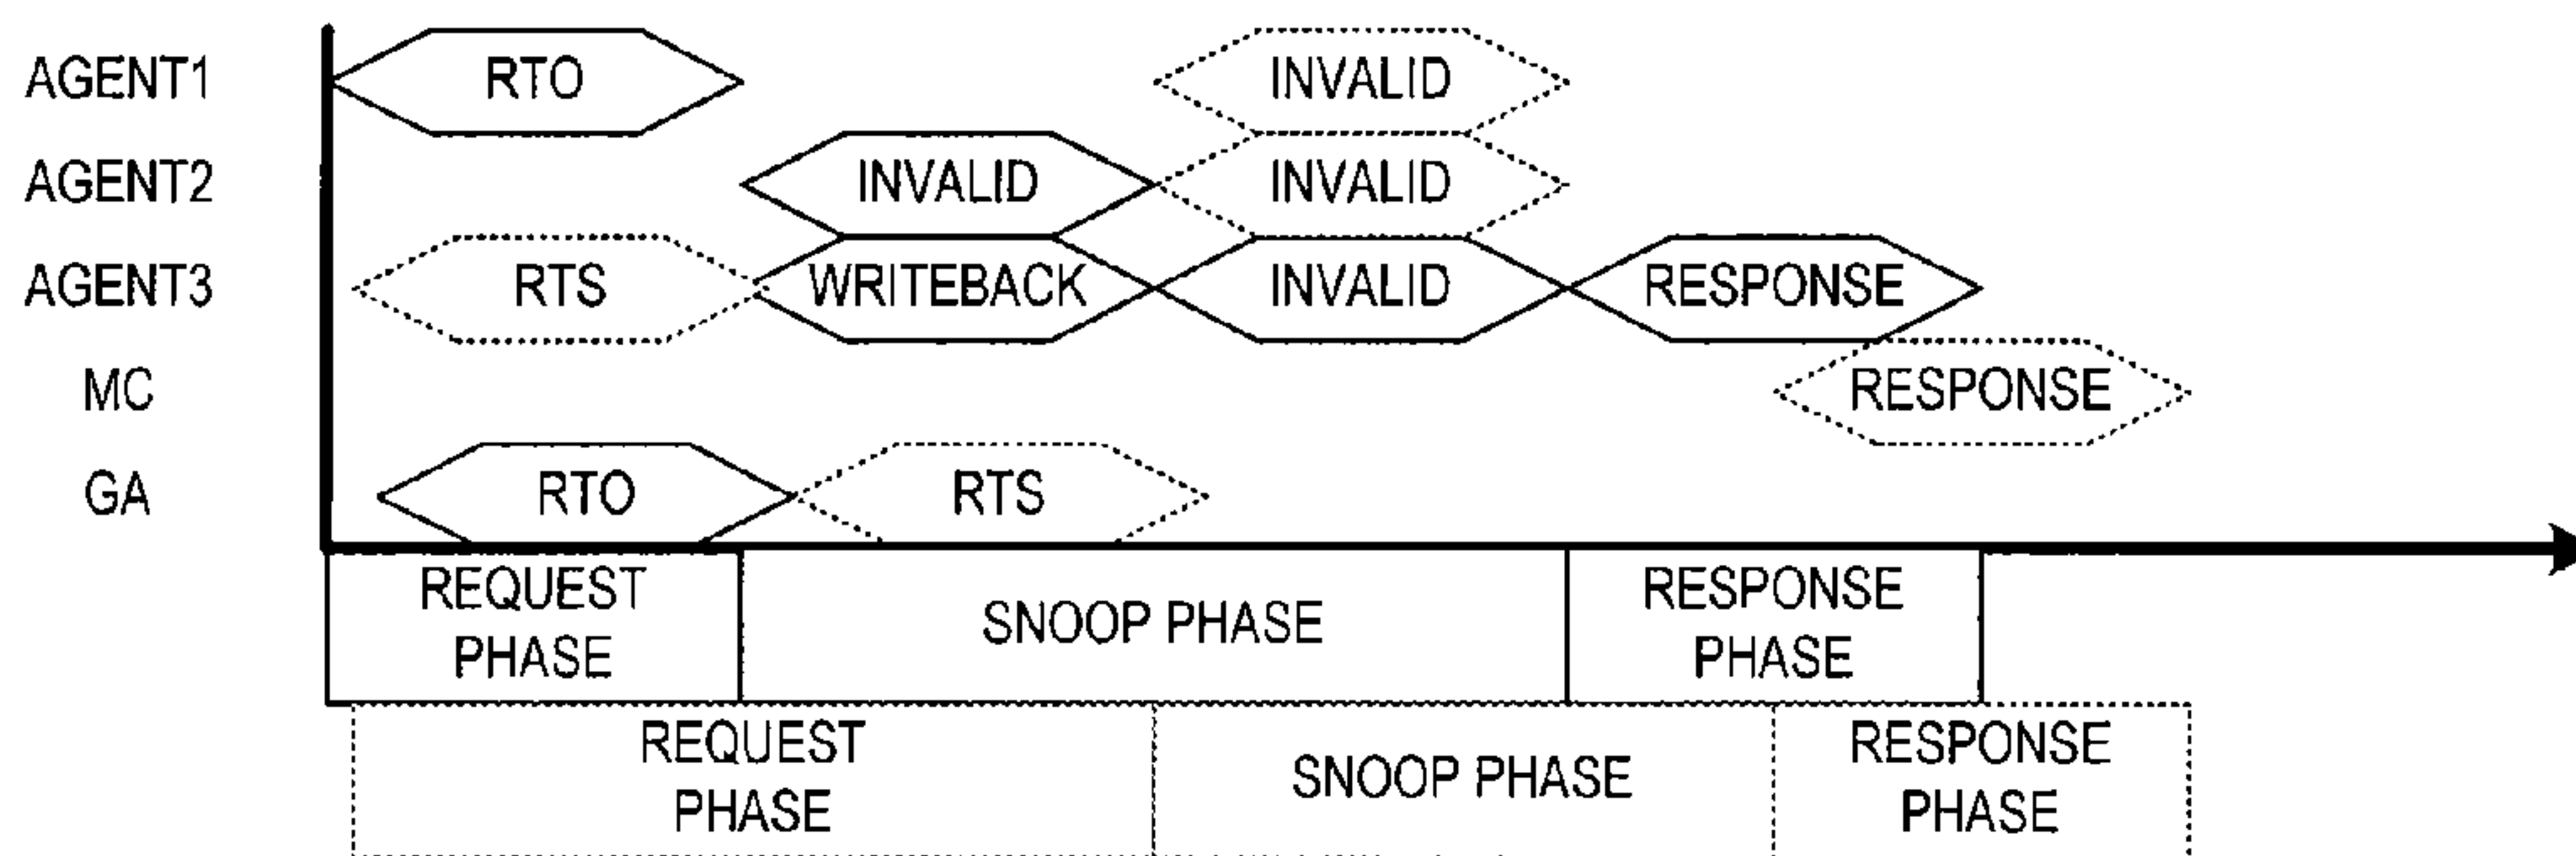 AGENT1 RTO INVALID
AGENT2 INVALID INVALID
AGENT3 RTS WRITEBACK INVALID RESPONSE
MC RESPONSE
GA RTO RTS
REQUEST PHASE SNOOP PHASE RESPONSE PHASE
REQUEST PHASE SNOOP PHASE RESPONSE PHASE